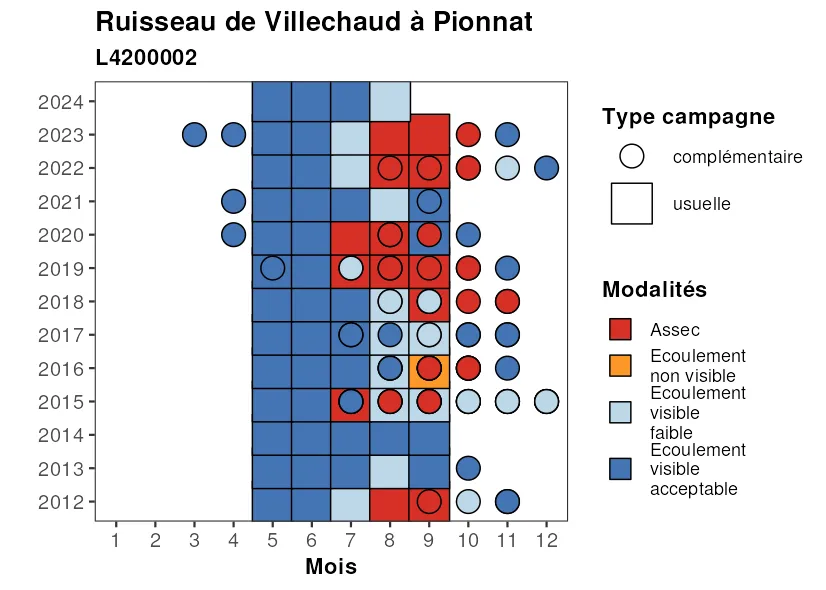 Ruisseau de Villechaud à Pionnat
L4200002
2024
2023
2022
2021
2020
2019
2018
2017
2016
2015
2014
2013
2012
1 2 3 4 5 6 7 8 9 10 11 12
Mois
Type campagne
complémentaire
usuelle
Modalités
Assec
Ecoulement
non visible
Ecoulement
visible
faible
Ecoulement
visible
acceptable